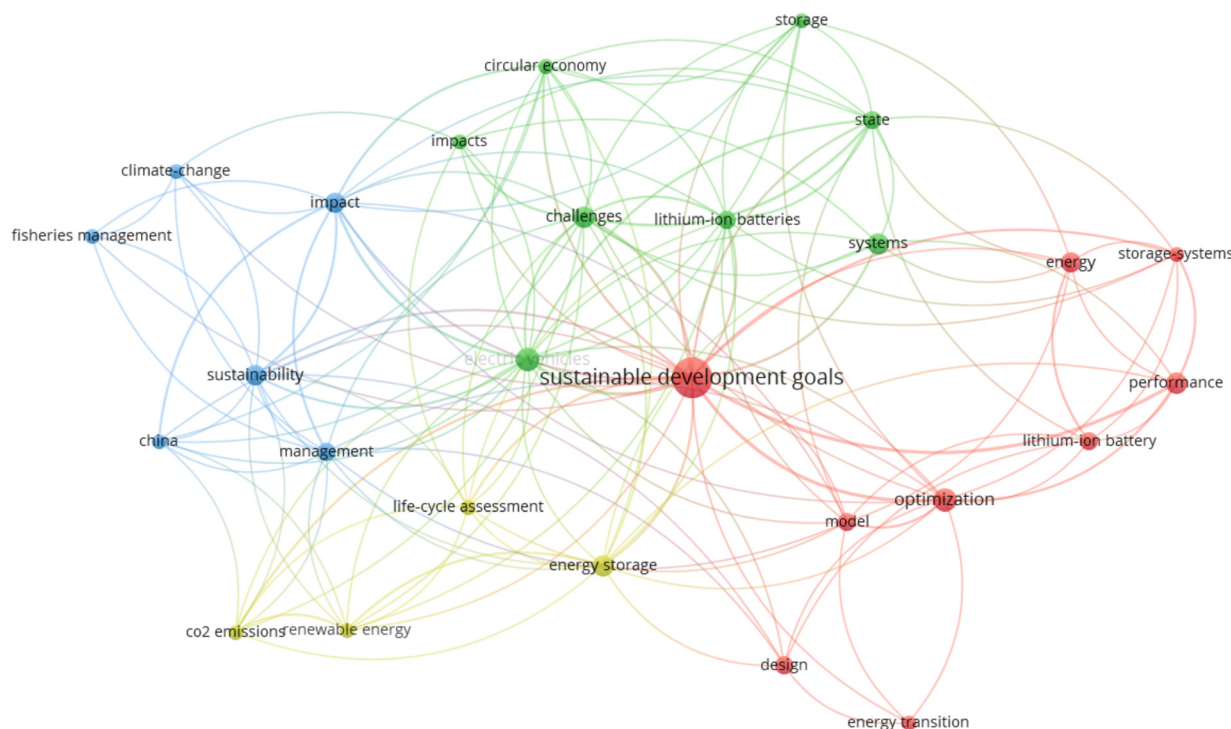 storage
circular economy
state
impacts
climate-change
impact
challenges
lithium-ion batteries
fisheries management
systems
energy
storage-systems
electric vehicles
sustainable development goals
sustainability
performance
china
management
lithium-ion battery
life-cycle assessment
optimization
model
energy storage
co2 emissions
renewable energy
design
energy transition